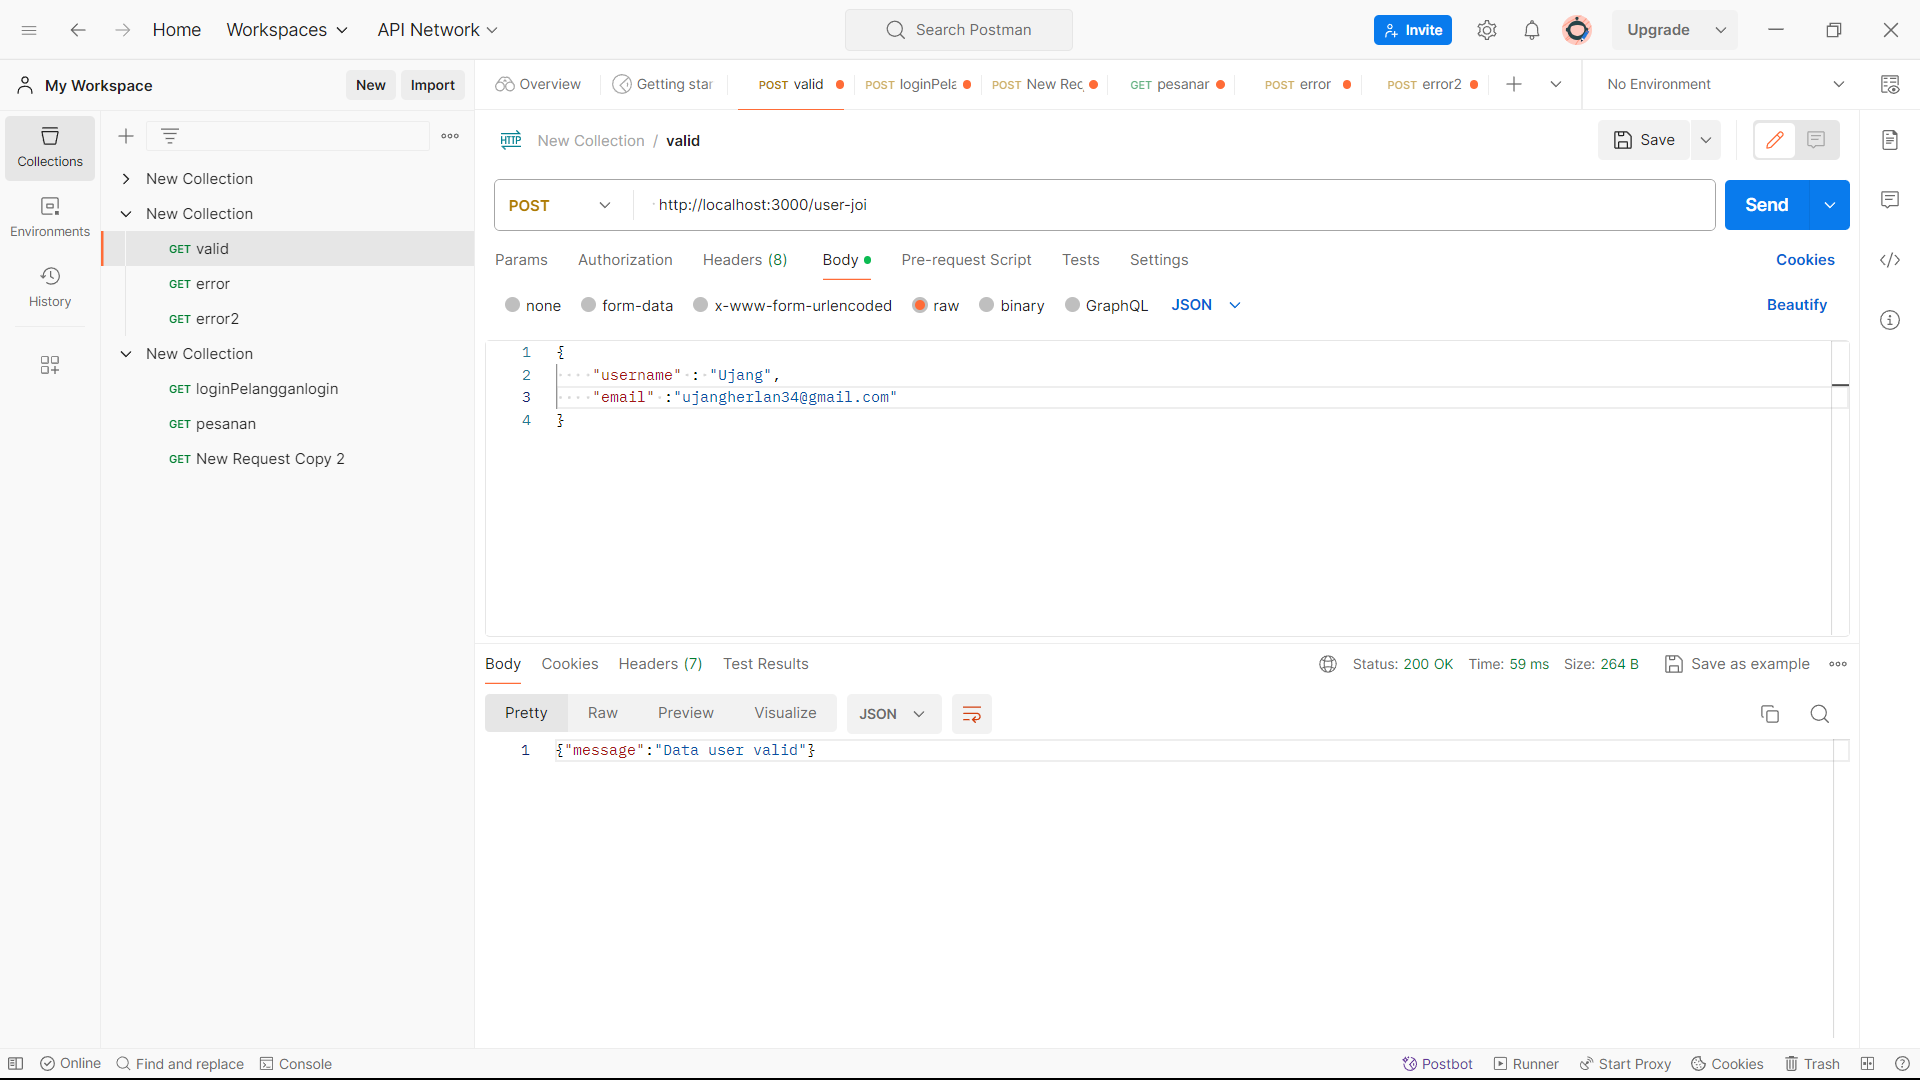 Home Workspaces API Network Search Postman Invite Upgrade
My Workspace New Import
Overview Getting star POST valid POST loginPela POST New Rec GET pesanar POST error POST error2 No Environment
Collections
Environments
History
New Collection
New Collection
GET valid
GET error
GET error2
New Collection
GET loginPelangganlogin
GET pesanan
GET New Request Copy 2
HTTP New Collection / valid Save
POST http://localhost:3000/user-joi Send
Params Authorization Headers (8) Body Pre-request Script Tests Settings Cookies
none form-data x-www-form-urlencoded raw binary GraphQL JSON Beautify
1 {
2 "username" : "Ujang",
3 "email" :"ujangherlan34@gmail.com"
4 }
Body Cookies Headers (7) Test Results Status: 200 OK Time: 59 ms Size: 264 B Save as example
Pretty Raw Preview Visualize JSON
1 {"message":"Data user valid"}
Online Find and replace Console Postbot Runner Start Proxy Cookies Trash